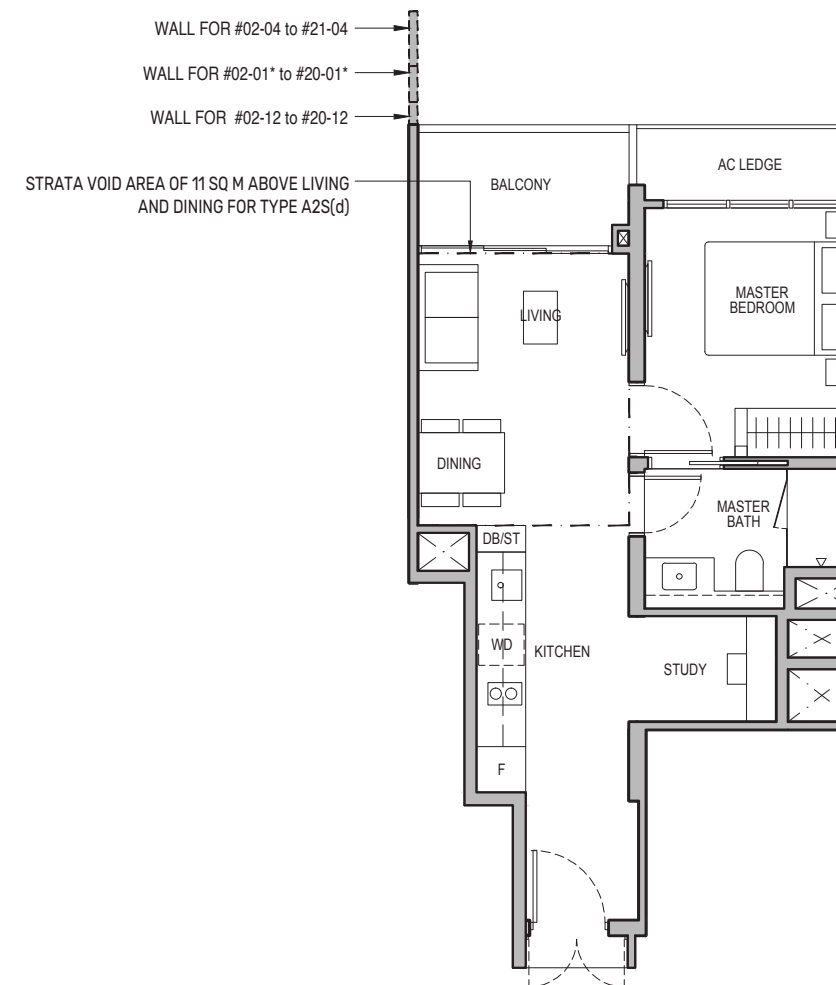 WALL FOR #02-04 to #21-04
WALL FOR #02-01* to #20-01*
WALL FOR #02-12 to #20-12
STRATA VOID AREA OF 11 SQ M ABOVE LIVING
AND DINING FOR TYPE A2S(d)
BALCONY
AC LEDGE
MASTER
BEDROOM
LIVING
DINING
MASTER
BATH
DB/ST
WD
KITCHEN
STUDY
F